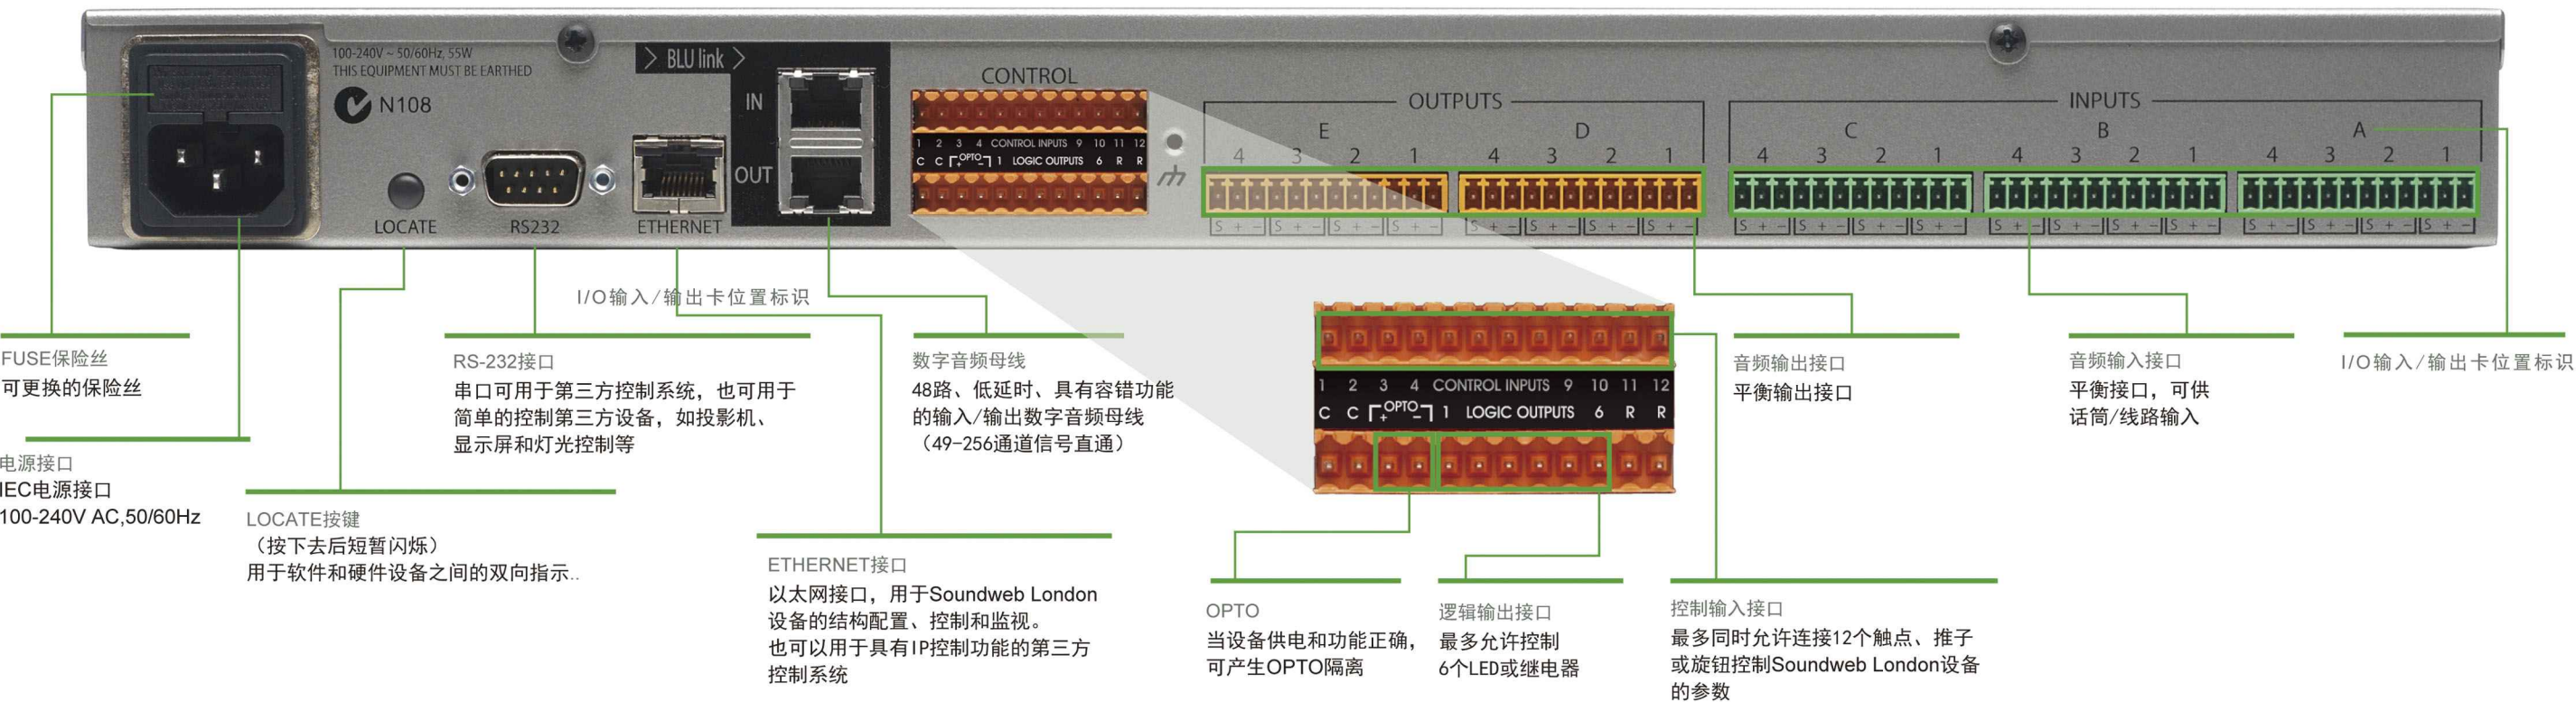 100-240V ~ 50/60Hz, 55W
THIS EQUIPMENT MUST BE EARTHED
N108
LOCATE
RS232
ETHERNET
> BLU link >
IN
OUT
CONTROL
1 2 3 4 CONTROL INPUTS 9 10 11 12
C C OPTO 1 LOGIC OUTPUTS 6 R R
+ −
OUTPUTS
E D
4 3 2 1 4 3 2 1
S + − S + − S + − S + − S + − S + − S + − S + −
INPUTS
C B A
4 3 2 1 4 3 2 1 4 3 2 1
S + − S + − S + − S + − S + − S + − S + − S + − S + − S + − S + − S + −
I/O输入/输出卡位置标识
FUSE保险丝
可更换的保险丝
电源接口
IEC电源接口
100-240V AC,50/60Hz
LOCATE按键
（按下去后短暂闪烁）
用于软件和硬件设备之间的双向指示..
RS-232接口
串口可用于第三方控制系统，也可用于
简单的控制第三方设备，如投影机、
显示屏和灯光控制等
ETHERNET接口
以太网接口，用于Soundweb London
设备的结构配置、控制和监视。
也可以用于具有IP控制功能的第三方
控制系统
数字音频母线
48路、低延时、具有容错功能
的输入/输出数字音频母线
（49-256通道信号直通）
1 2 3 4 CONTROL INPUTS 9 10 11 12
C C OPTO 1 LOGIC OUTPUTS 6 R R
+ −
OPTO
当设备供电和功能正确，
可产生OPTO隔离
逻辑输出接口
最多允许控制
6个LED或继电器
控制输入接口
最多同时允许连接12个触点、推子
或旋钮控制Soundweb London设备
的参数
音频输出接口
平衡输出接口
音频输入接口
平衡接口，可供
话筒/线路输入
I/O输入/输出卡位置标识